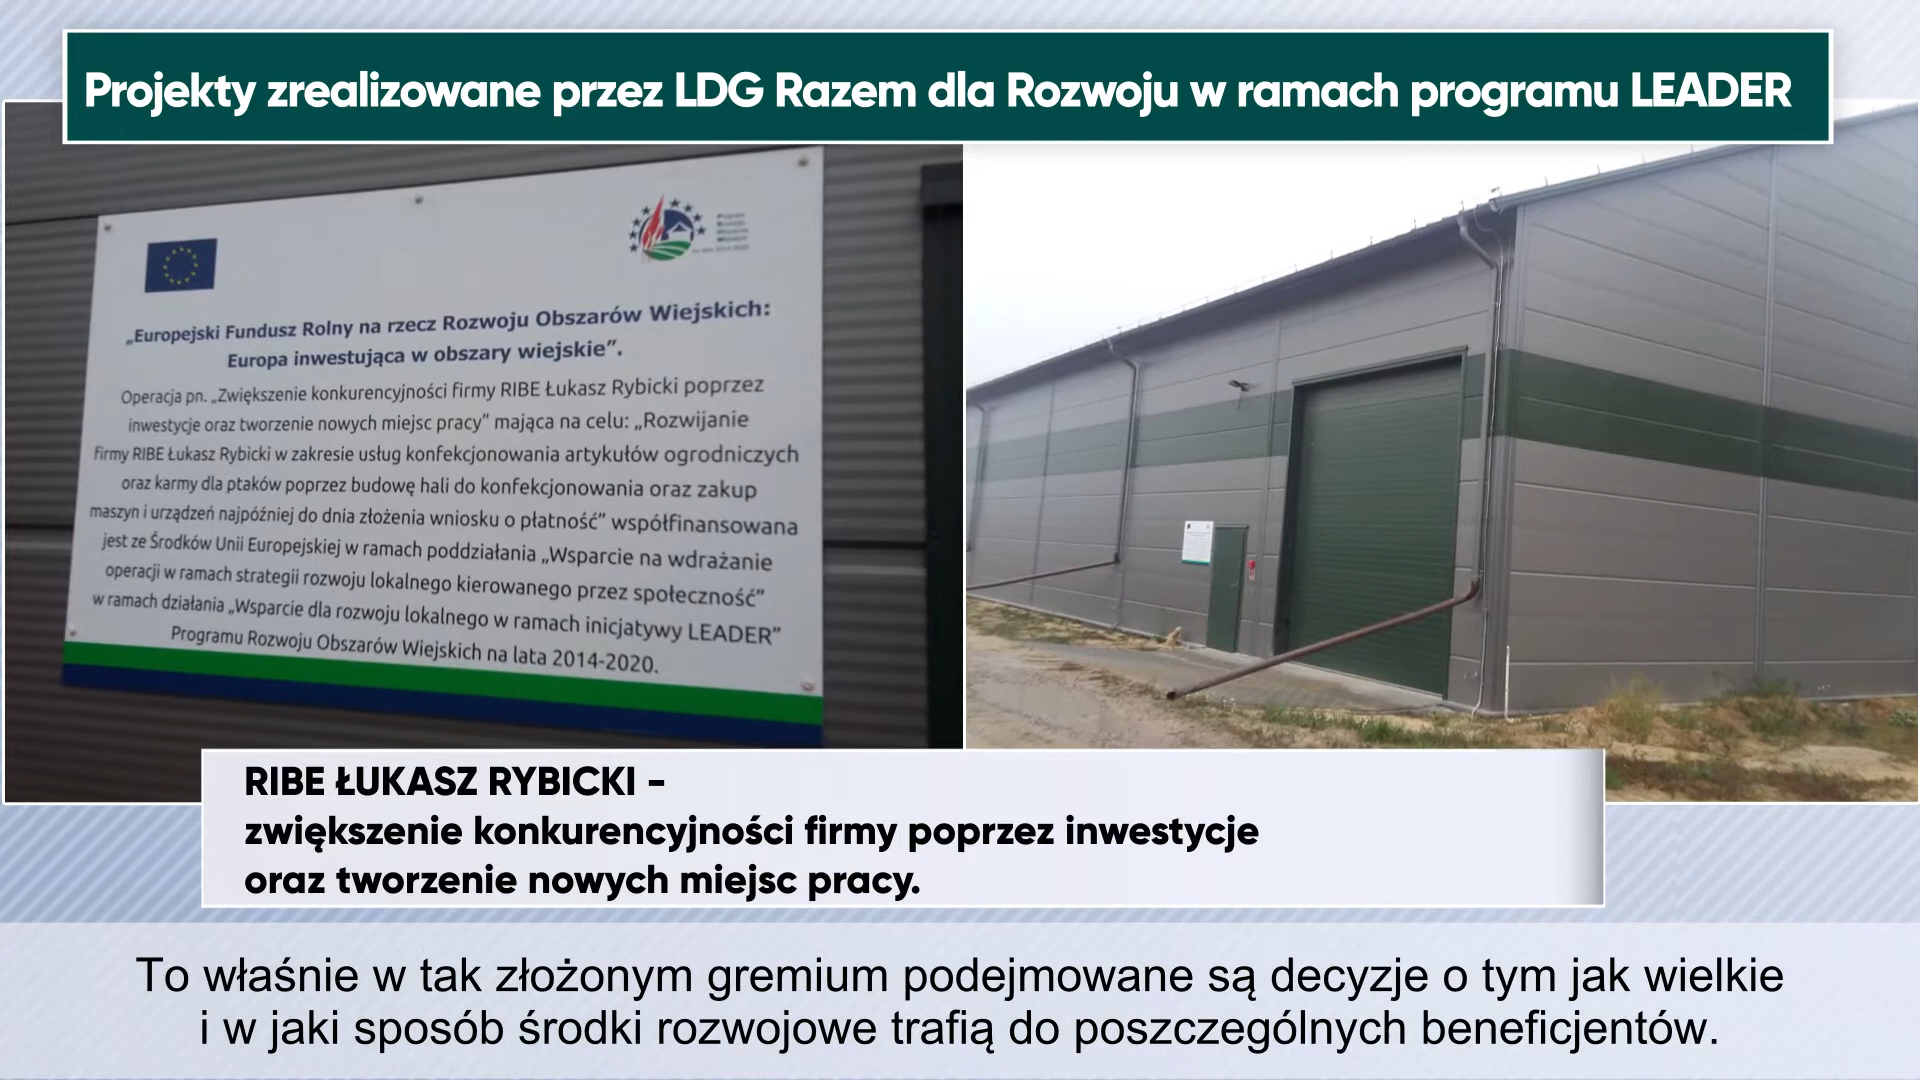 Projekty zrealizowane przez LDG Razem dla Rozwoju w ramach programu LEADER
„Europejski Fundusz Rolny na rzecz Rozwoju Obszarów Wiejskich:
Europa inwestująca w obszary wiejskie”.
Operacja pn. „Zwiększenie konkurencyjności firmy RIBE Łukasz Rybicki poprzez
inwestycje oraz tworzenie nowych miejsc pracy” mająca na celu: „Rozwijanie
firmy RIBE Łukasz Rybicki w zakresie usług konfekcjonowania artykułów ogrodniczych
oraz karmy dla ptaków poprzez budowę hali do konfekcjonowania oraz zakup
maszyn i urządzeń najpóźniej do dnia złożenia wniosku o płatność” współfinansowana
jest ze Środków Unii Europejskiej w ramach poddziałania „Wsparcie na wdrażanie
operacji w ramach strategii rozwoju lokalnego kierowanego przez społeczność”
w ramach działania „Wsparcie dla rozwoju lokalnego w ramach inicjatywy LEADER”
Programu Rozwoju Obszarów Wiejskich na lata 2014-2020.
RIBE ŁUKASZ RYBICKI –
zwiększenie konkurencyjności firmy poprzez inwestycje
oraz tworzenie nowych miejsc pracy.
To właśnie w tak złożonym gremium podejmowane są decyzje o tym jak wielkie
i w jaki sposób środki rozwojowe trafią do poszczególnych beneficjentów.